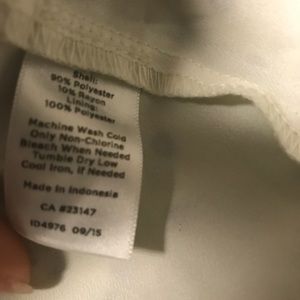 Shell:
90% Polyester
10% Rayon
Lining:
100% Polyester
Machine Wash Cold
Only Non-Chlorine
Bleach When Needed
Tumble Dry Low
Cool Iron, if Needed
Made In Indonesia
CA #23147
ID4976 09/15